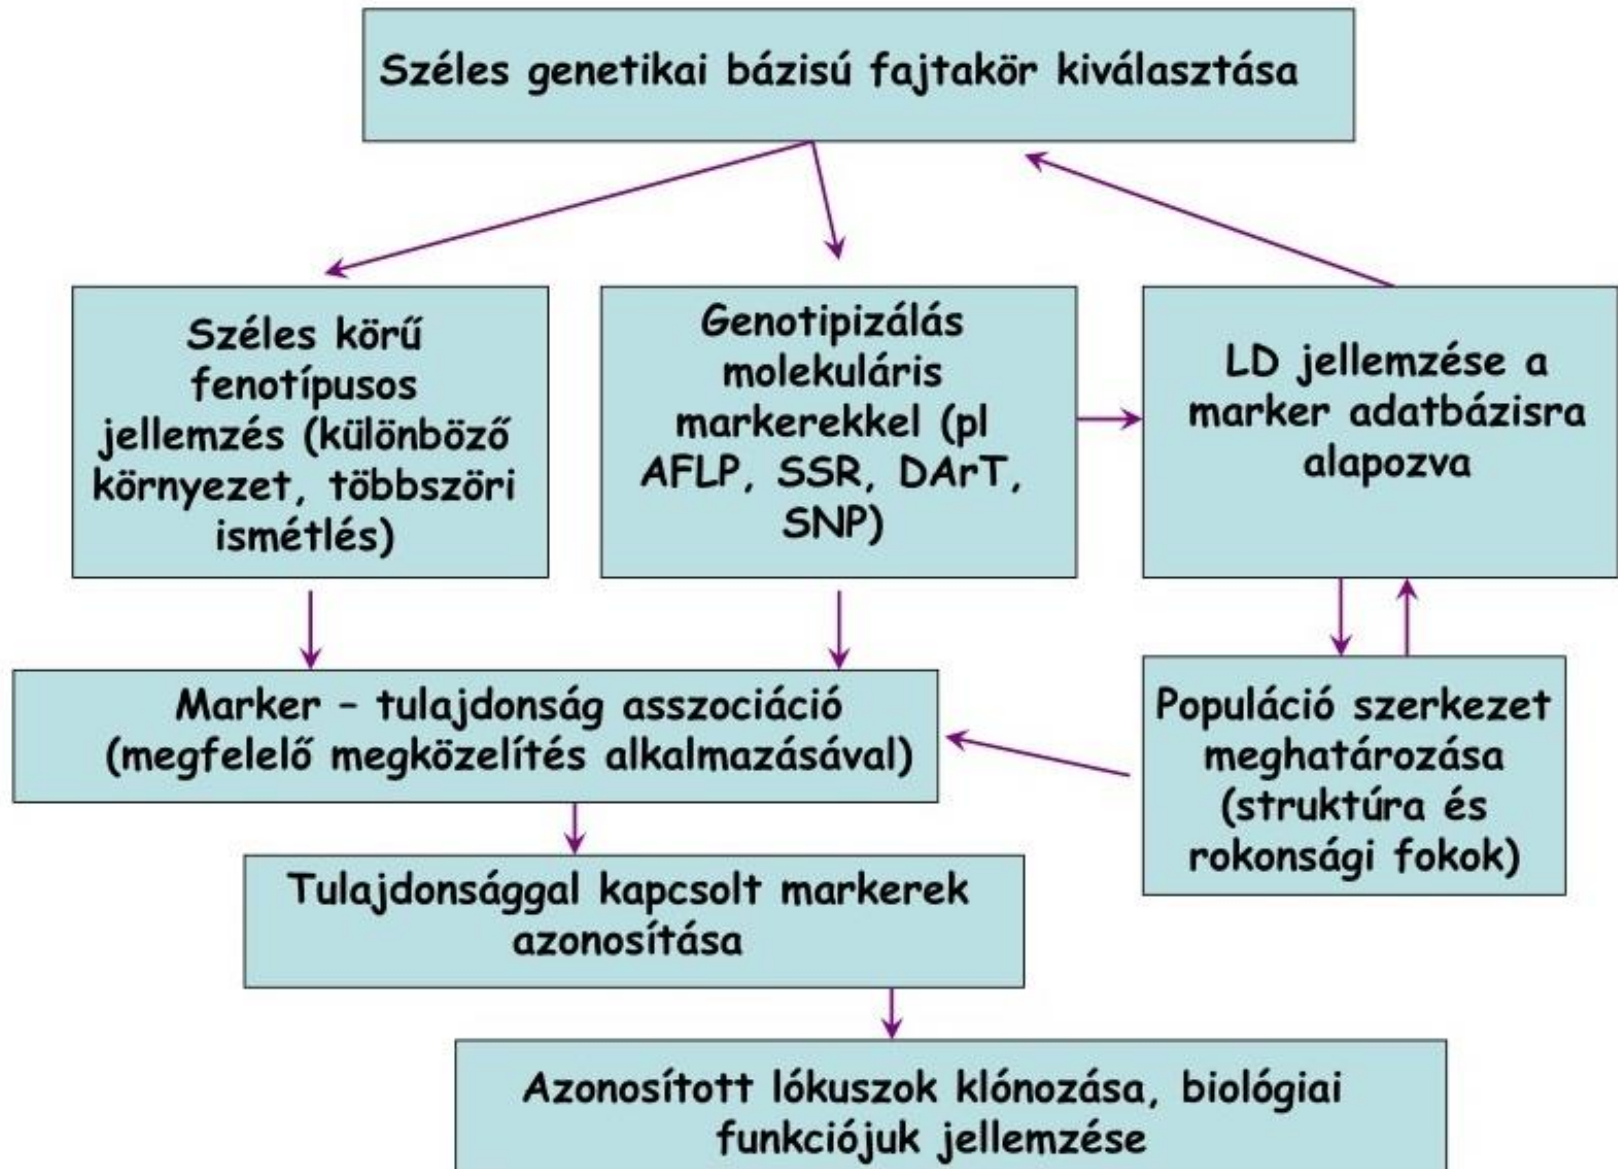 Széles genetikai bázisú fajtakör kiválasztása
Széles körű
fenotípusos
jellemzés (különböző
környezet, többszöri
ismétlés)
Genotipizálás
molekuláris
markerekkel (pl
AFLP, SSR, DArT,
SNP)
LD jellemzése a
marker adatbázisra
alapozva
Marker – tulajdonság asszociáció
(megfelelő megközelítés alkalmazásával)
Populáció szerkezet
meghatározása
(struktúra és
rokonsági fokok)
Tulajdonsággal kapcsolt markerek
azonosítása
Azonosított lókuszok klónozása, biológiai
funkciójuk jellemzése